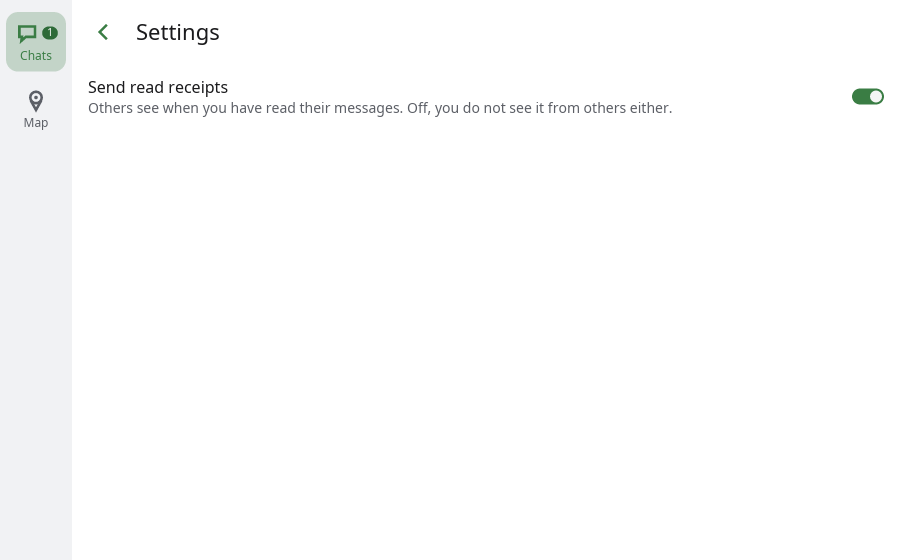 1
Chats
Map
Settings
Send read receipts
Others see when you have read their messages. Off, you do not see it from others either.